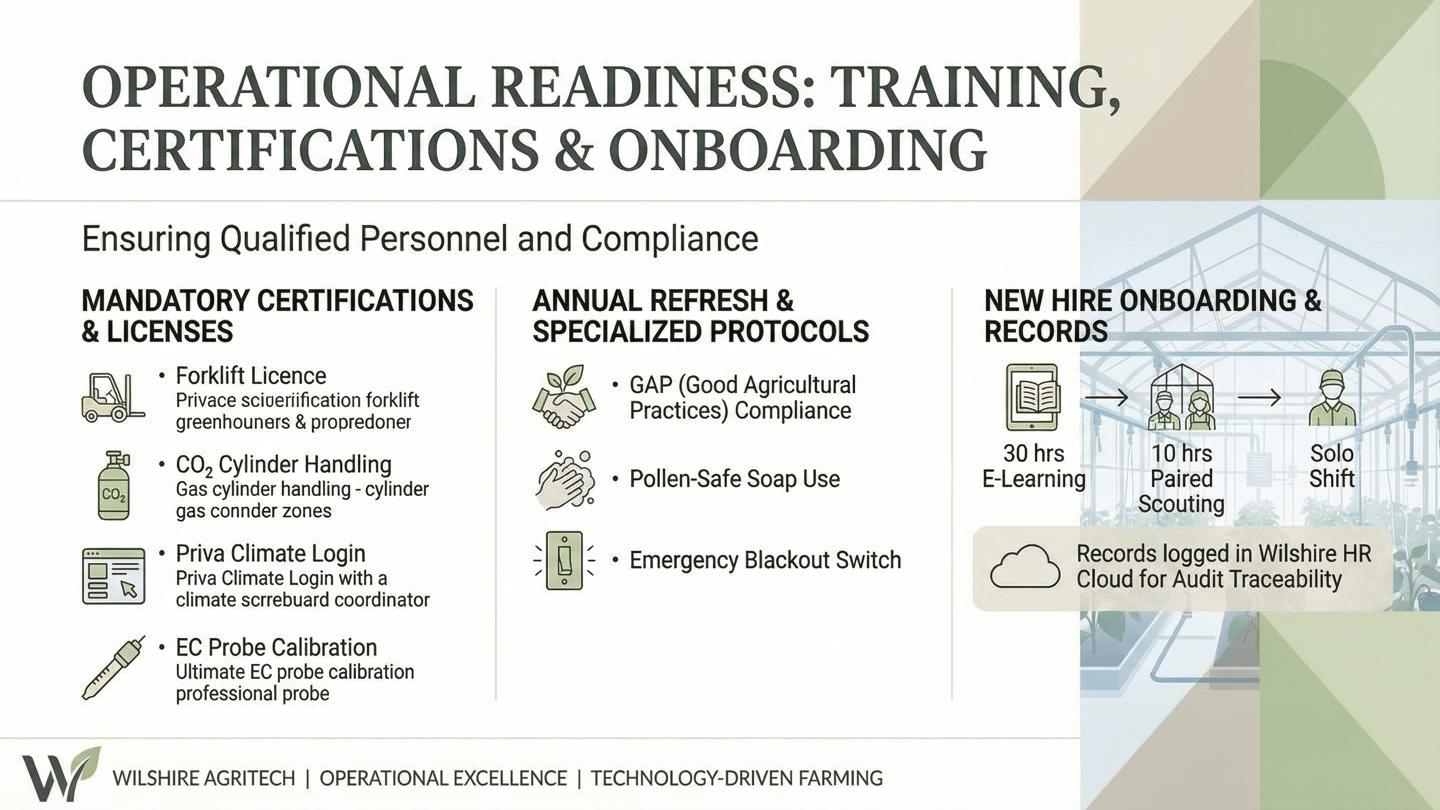 OPERATIONAL READINESS: TRAINING,
CERTIFICATIONS & ONBOARDING
Ensuring Qualified Personnel and Compliance
MANDATORY CERTIFICATIONS
& LICENSES
• Forklift Licence
Privace forklift
greenhouners & propredoner
CO₂
• CO₂ Cylinder Handling
Gas cylinder handling - cylinder
gas connder zones
• Priva Climate Login
Priva Climate Login with a
climate scrrebuard coordinator
• EC Probe Calibration
Ultimate EC probe calibration
professional probe
ANNUAL REFRESH &
SPECIALIZED PROTOCOLS
• GAP (Good Agricultural
Practices) Compliance
• Pollen-Safe Soap Use
• Emergency Blackout Switch
NEW HIRE ONBOARDING &
RECORDS
30 hrs
E-Learning
10 hrs
Paired
Scouting
Solo
Shift
Records logged in Wilshire HR
Cloud for Audit Traceability
W
WILSHIRE AGRITECH | OPERATIONAL EXCELLENCE | TECHNOLOGY-DRIVEN FARMING